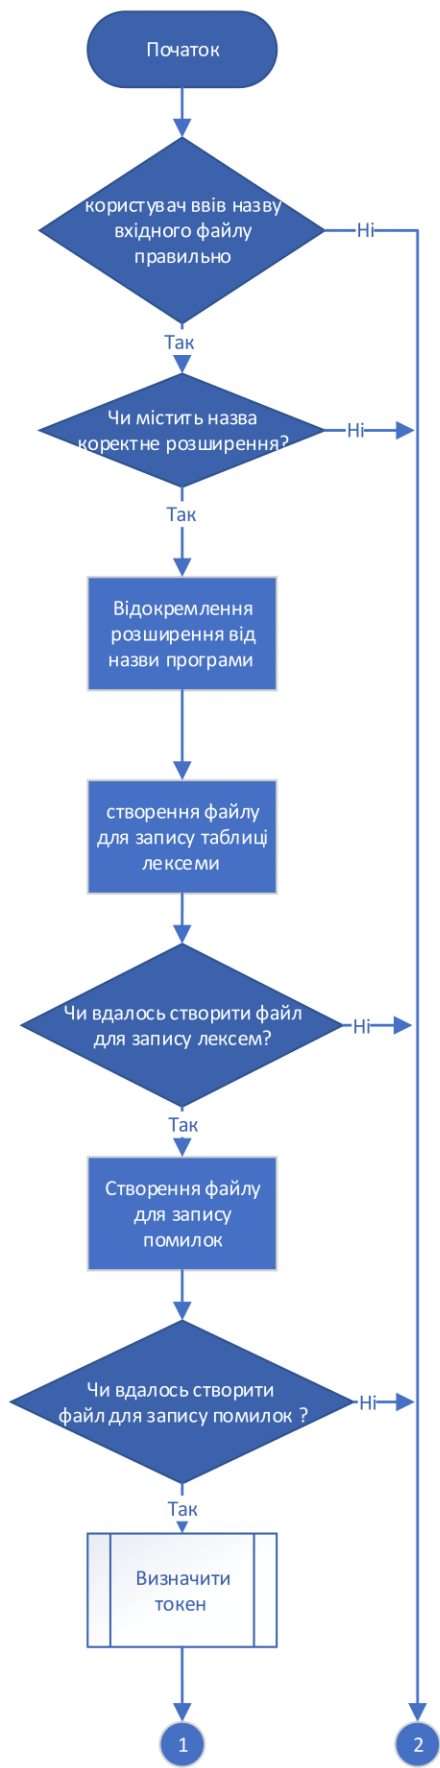 Початок
користувач ввів назву
вхідного файлу
правильно
Ні
Так
Чи містить назва
коректне розширення?
Ні
Так
Відокремлення
розширення від
назви програми
створення файлу
для запису таблиці
лексеми
Чи вдалось створити файл
для запису лексем?
Ні
Так
Створення файлу
для запису
помилок
Чи вдалось створити
файл для запису помилок ?
Ні
Так
Визначити
токен
1
2